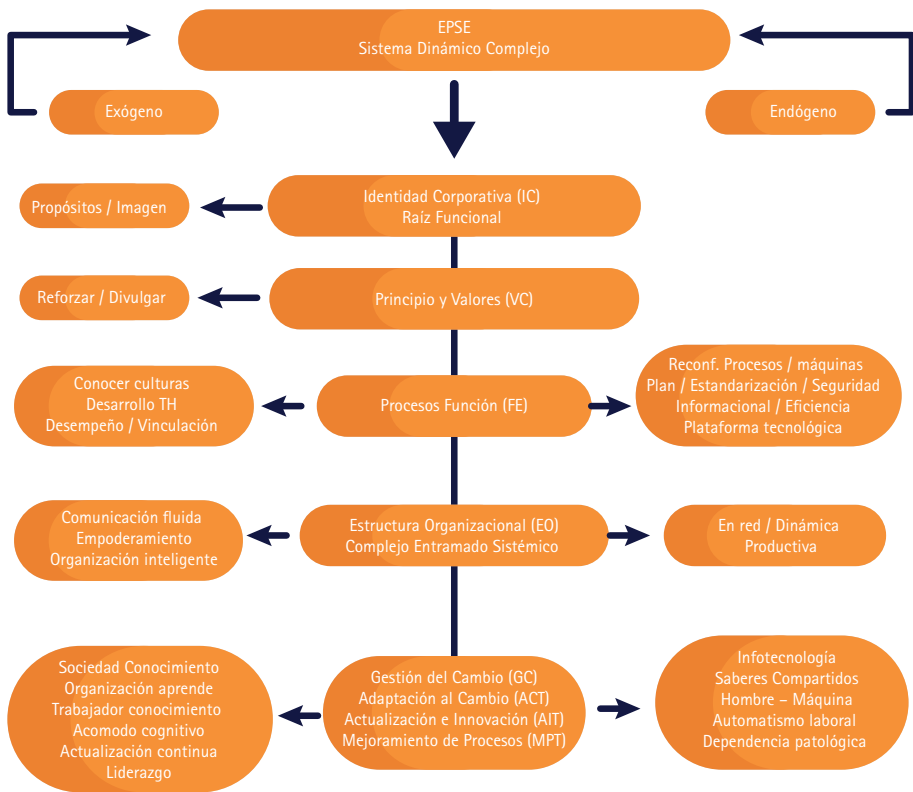 EPSE
Sistema Dinámico Complejo
Exógeno
Endógeno
Identidad Corporativa (IC)
Raíz Funcional
Propósitos / Imagen
Principio y Valores (VC)
Reforzar / Divulgar
Conocer culturas
Desarrollo TH
Desempeño / Vinculación
Procesos Función (FE)
Reconf. Procesos / máquinas
Plan / Estandarización / Seguridad
Informacional / Eficiencia
Plataforma tecnológica
Comunicación fluida
Empoderamiento
Organización inteligente
Estructura Organizacional (EO)
Complejo Entramado Sistémico
En red / Dinámica
Productiva
Sociedad Conocimiento
Organización aprende
Trabajador conocimiento
Acomodo cognitivo
Actualización continua
Liderazgo
Gestión del Cambio (GC)
Adaptación al Cambio (ACT)
Actualización e Innovación (AIT)
Mejoramiento de Procesos (MPT)
Infotecnología
Saberes Compartidos
Hombre – Máquina
Automatismo laboral
Dependencia patológica